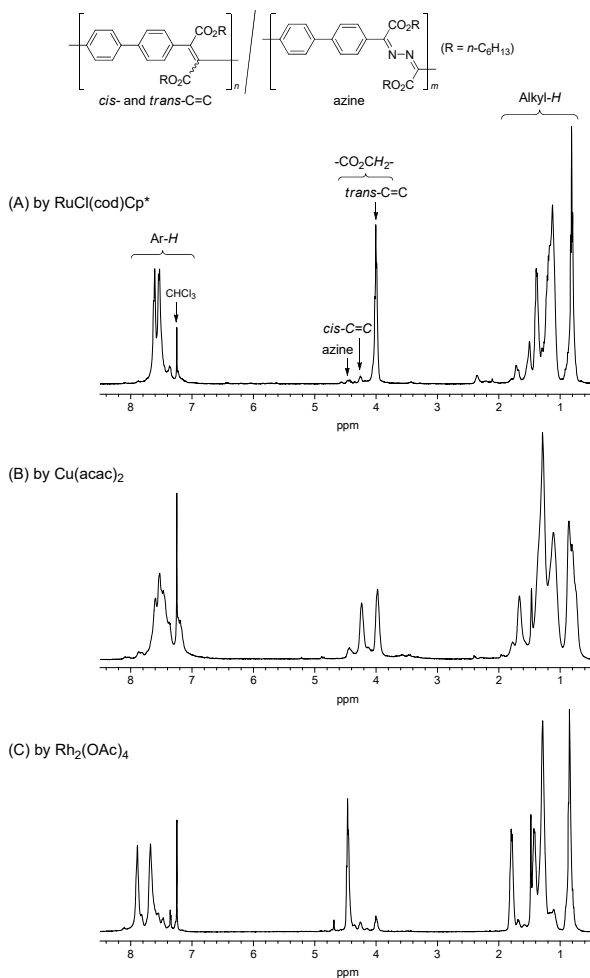 CO₂R
RO₂C
n
cis- and trans-C=C
CO₂R
N N
RO₂C
m
azine
(R = n-C₆H₁₃)
Alkyl-H
-CO₂CH₂-
trans-C=C
(A) by RuCl(cod)Cp*
Ar-H
CHCl₃
cis-C=C
azine
8 7 6 5 4 3 2 1
ppm
(B) by Cu(acac)₂
8 7 6 5 4 3 2 1
ppm
(C) by Rh₂(OAc)₄
8 7 6 5 4 3 2 1
ppm